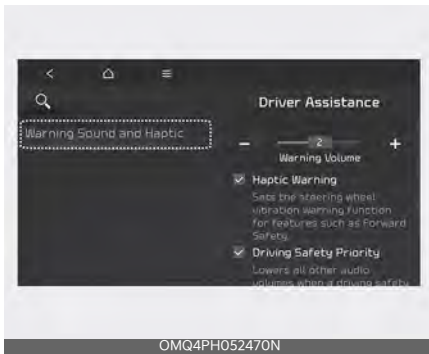 Driver Assistance
Warning Sound and Haptic
2
Warning Volume
Haptic Warning
Sets the steering wheel
vibration warning function
for features such as Forward
Safety.
Driving Safety Priority
Lowers all other audio
volumes when a driving safety
OMQ4PH052470N